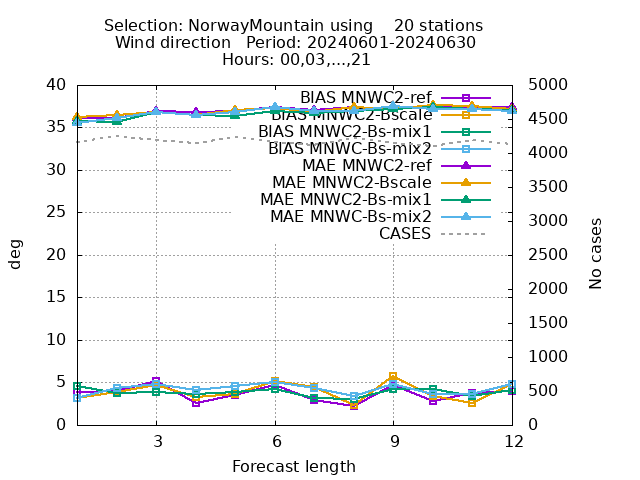 Selection: NorwayMountain using    20 stations
Wind direction   Period: 20240601-20240630
Hours: 00,03,...,21
40
35
30
25
20
15
10
5
0
deg
5000
4500
4000
3500
3000
2500
2000
1500
1000
500
0
No cases
BIAS MNWC2-ref
BIAS MNWC2-Bscale
BIAS MNWC2-Bs-mix1
BIAS MNWC-Bs-mix2
MAE MNWC2-ref
MAE MNWC2-Bscale
MAE MNWC2-Bs-mix1
MAE MNWC-Bs-mix2
CASES
3 6 9 12
Forecast length